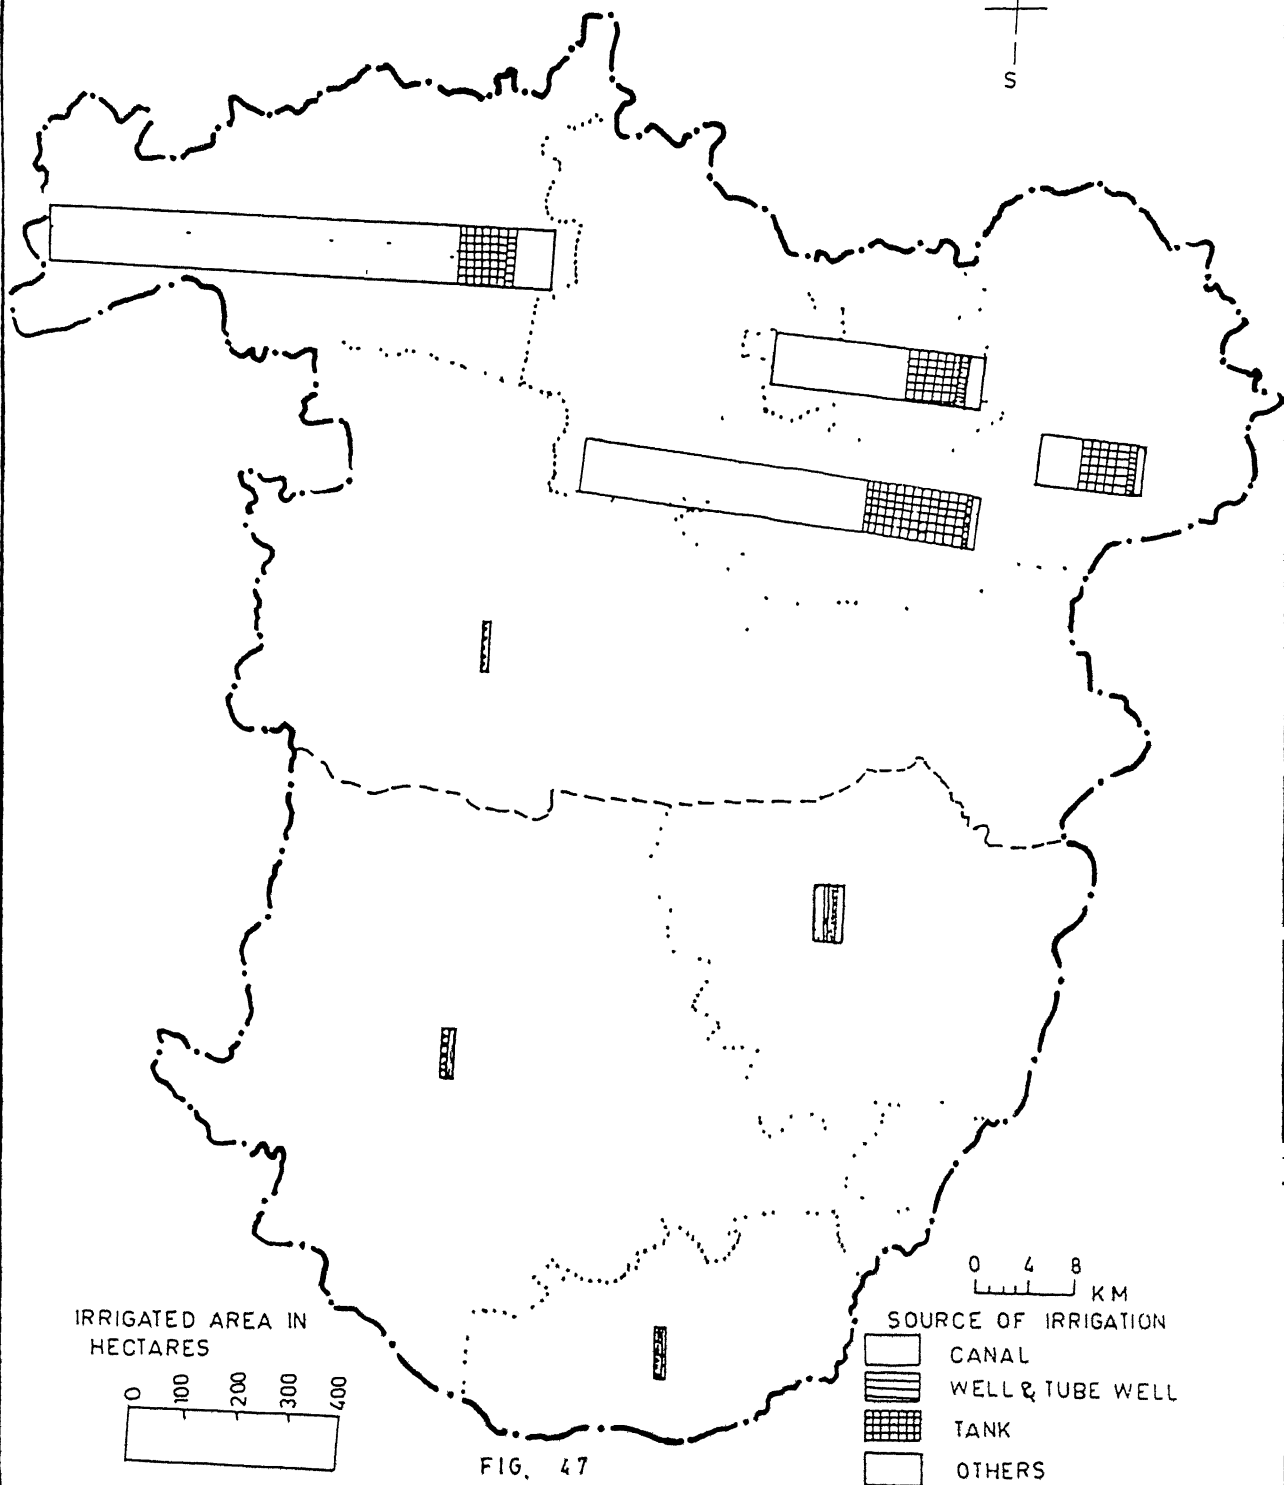 S
0 4 8
KM
IRRIGATED AREA IN
HECTARES
0 100 200 300 400
SOURCE OF IRRIGATION
CANAL
WELL & TUBE WELL
TANK
OTHERS
FIG. 47